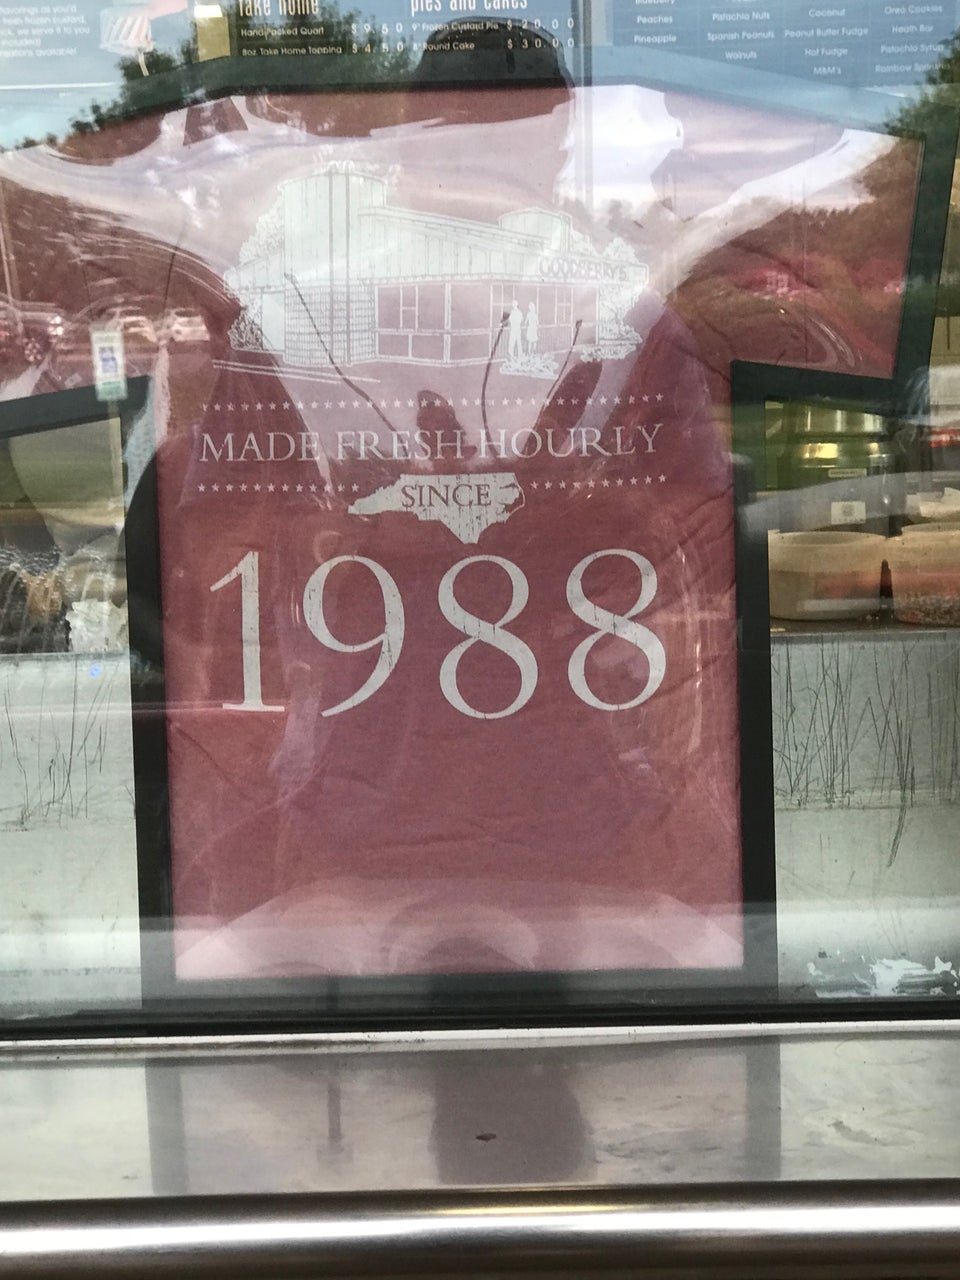 Take home
Hand Packed Quart $9.50
8oz. Take Home Topping $4.50
pies and cakes
9" Frozen Custard Pie $20.00
8" Round Cake $30.00
Blueberry
Peaches
Pineapple
Pistachio Nuts
Spanish Peanuts
Walnuts
Coconut
Peanut Butter Fudge
Hot Fudge
M&M's
Oreo Cookies
Heath Bar
Pistachio Syrup
Rainbow
GOODBERRY'S
MADE FRESH HOURLY
SINCE
1988